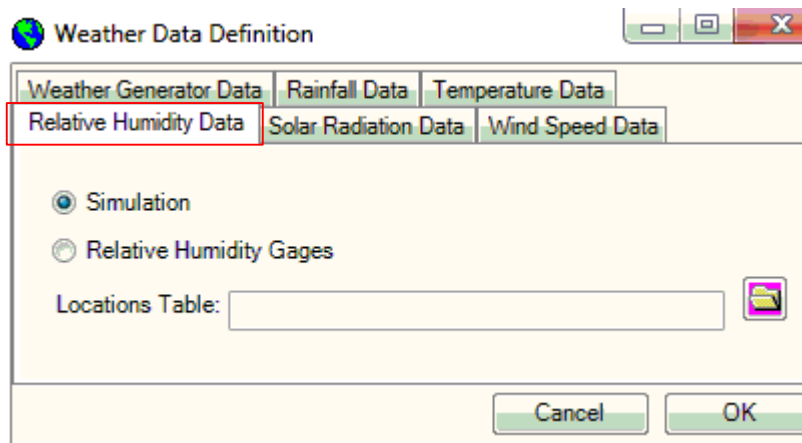 Weather Data Definition
Weather Generator Data Rainfall Data Temperature Data
Relative Humidity Data Solar Radiation Data Wind Speed Data
Simulation
Relative Humidity Gages
Locations Table:
Cancel OK